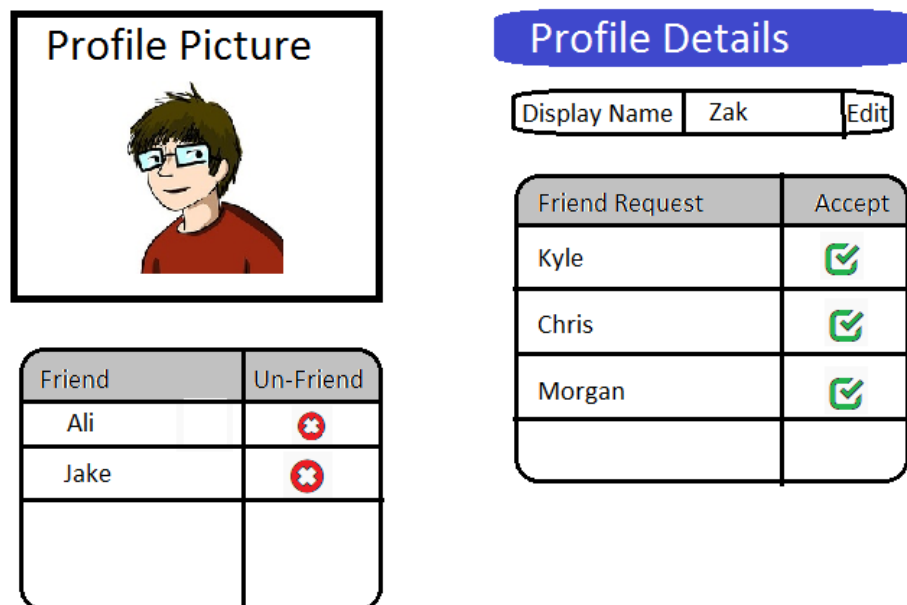 Profile Picture
Profile Details
Display Name Zak Edit
Friend Request Accept
Kyle
Chris
Morgan
Friend Un-Friend
Ali
Jake